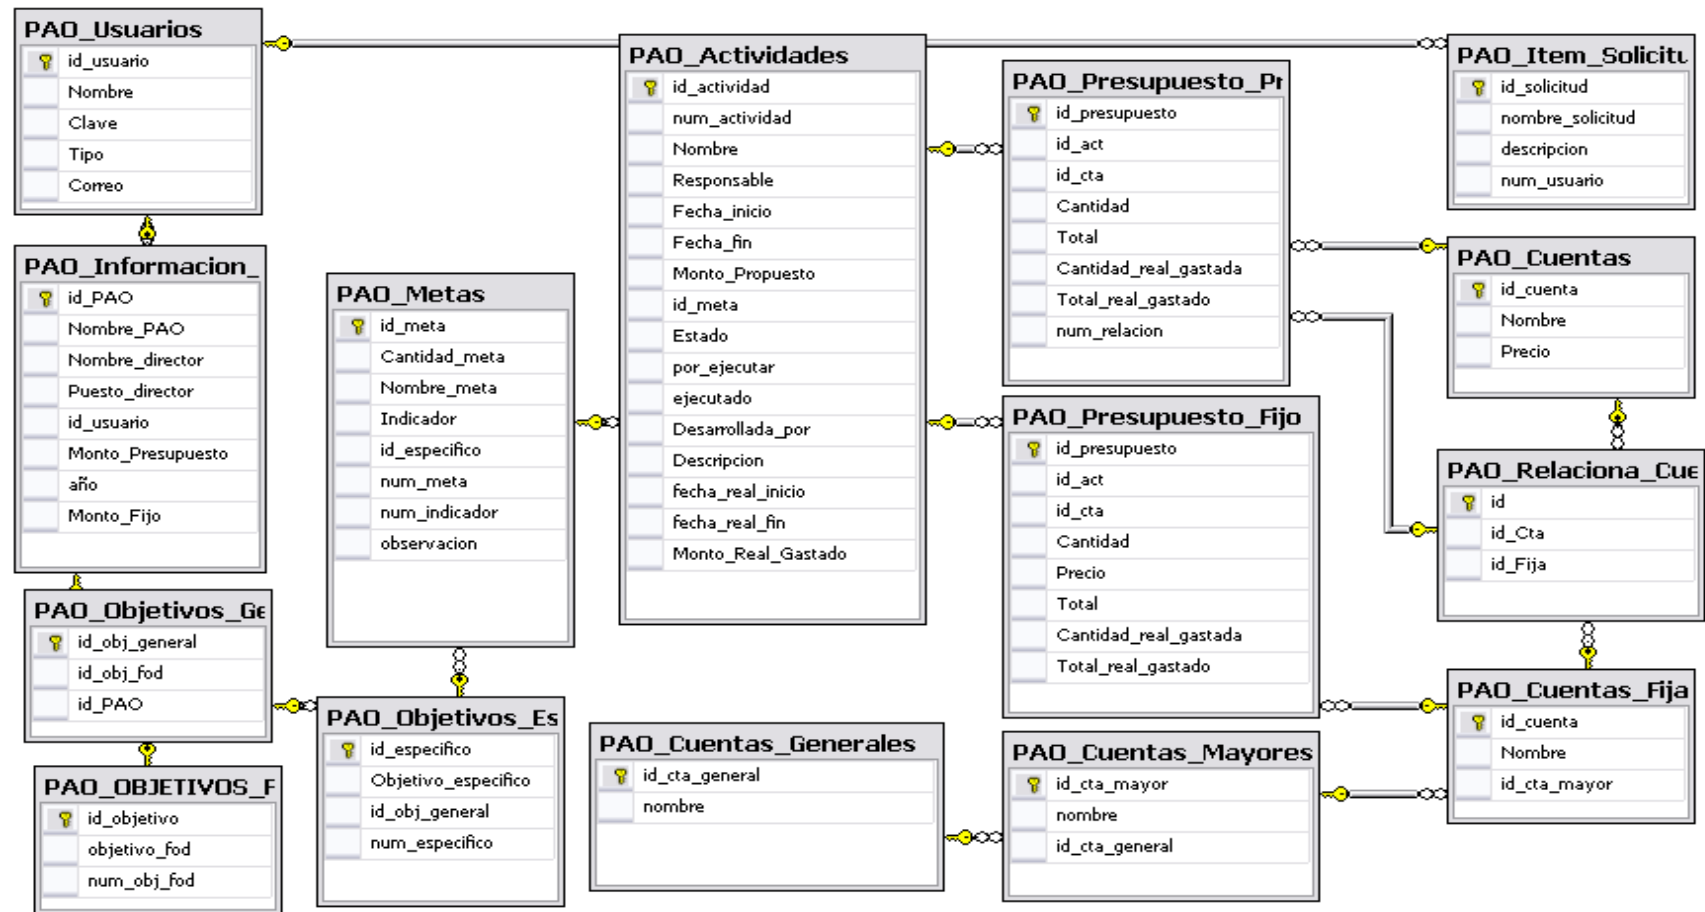 PAO_Usuarios
id_usuario
Nombre
Clave
Tipo
Correo
PAO_Informacion_
id_PAO
Nombre_PAO
Nombre_director
Puesto_director
id_usuario
Monto_Presupuesto
año
Monto_Fijo
PAO_Objetivos_Ge
id_obj_general
id_obj_fod
id_PAO
PAO_OBJETIVOS_F
id_objetivo
objetivo_fod
num_obj_fod
PAO_Metas
id_meta
Cantidad_meta
Nombre_meta
Indicador
id_especifico
num_meta
num_indicador
observacion
PAO_Objetivos_Es
id_especifico
Objetivo_especifico
id_obj_general
num_especifico
PAO_Actividades
id_actividad
num_actividad
Nombre
Responsable
Fecha_inicio
Fecha_fin
Monto_Propuesto
id_meta
Estado
por_ejecutar
ejecutado
Desarrollada_por
Descripcion
fecha_real_inicio
fecha_real_fin
Monto_Real_Gastado
PAO_Cuentas_Generales
id_cta_general
nombre
PAO_Presupuesto_Pr
id_presupuesto
id_act
id_cta
Cantidad
Total
Cantidad_real_gastada
Total_real_gastado
num_relacion
PAO_Presupuesto_Fijo
id_presupuesto
id_act
id_cta
Cantidad
Precio
Total
Cantidad_real_gastada
Total_real_gastado
PAO_Cuentas_Mayores
id_cta_mayor
nombre
id_cta_general
PAO_Item_Solicitu
id_solicitud
nombre_solicitud
descripcion
num_usuario
PAO_Cuentas
id_cuenta
Nombre
Precio
PAO_Relaciona_Cue
id
id_Cta
id_Fija
PAO_Cuentas_Fija
id_cuenta
Nombre
id_cta_mayor